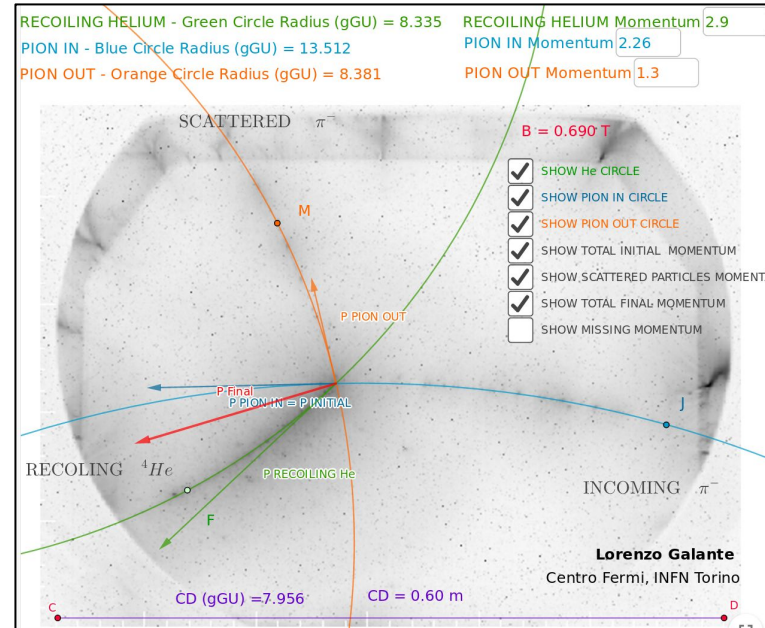 RECOILING HELIUM - Green Circle Radius (gGU) = 8.335
RECOILING HELIUM Momentum 2.9
PION IN - Blue Circle Radius (gGU) = 13.512
PION IN Momentum 2.26
PION OUT - Orange Circle Radius (gGU) = 8.381
PION OUT Momentum 1.3
SCATTERED π⁻
B = 0.690 T
SHOW He CIRCLE
SHOW PION IN CIRCLE
SHOW PION OUT CIRCLE
SHOW TOTAL INITIAL MOMENTUM
SHOW SCATTERED PARTICLES MOMENT
SHOW TOTAL FINAL MOMENTUM
SHOW MISSING MOMENTUM
M
P PION OUT
P Final
P PION IN = P INITIAL
J
RECOLING ⁴He
P RECOILING He
INCOMING π⁻
F
Lorenzo Galante
Centro Fermi, INFN Torino
CD (gGU) =7.956
CD = 0.60 m
C
D